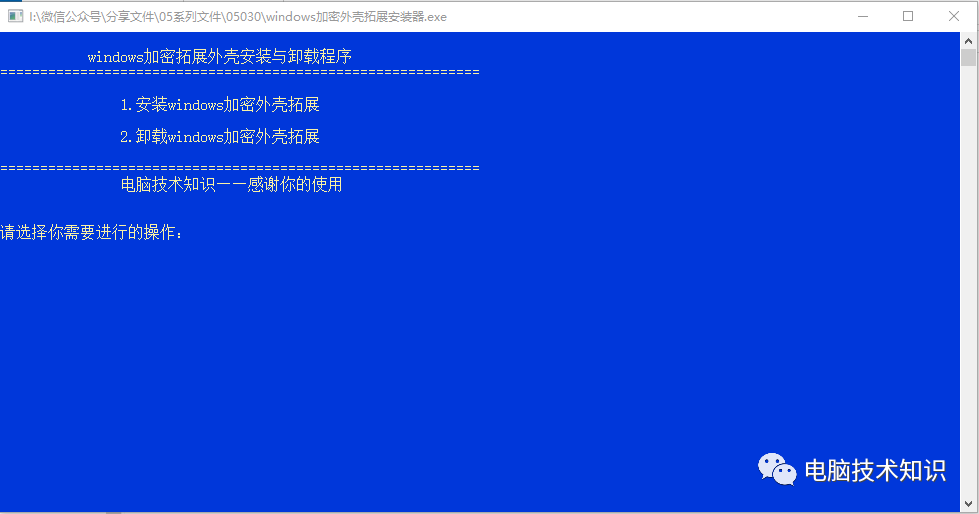 I:\微信公众号\分享文件\05系列文件\05030\windows加密外壳拓展安装器.exe
windows加密拓展外壳安装与卸载程序
============================================================
1.安装windows加密外壳拓展
2.卸载windows加密外壳拓展
============================================================
电脑技术知识——感谢你的使用
请选择你需要进行的操作:
电脑技术知识